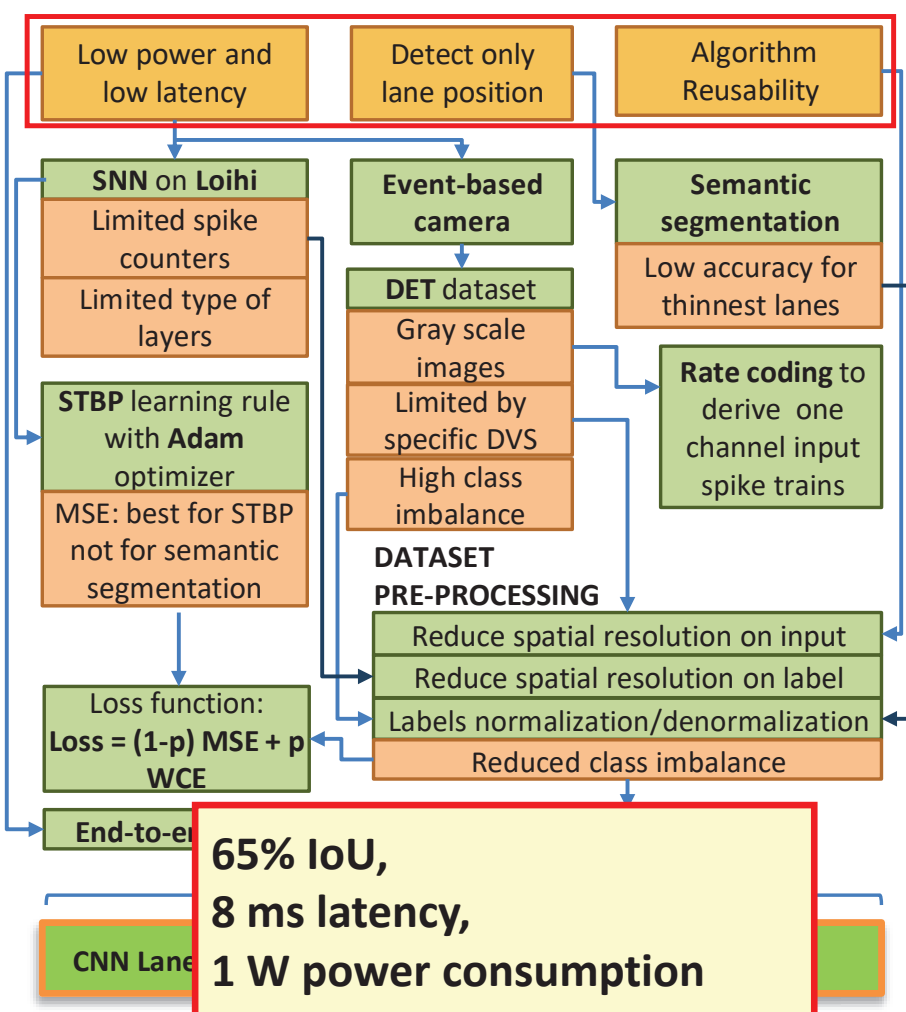 Low power and
low latency
Detect only
lane position
Algorithm
Reusability
SNN on Loihi
Limited spike
counters
Limited type of
layers
Event-based
camera
Semantic
segmentation
Low accuracy for
thinnest lanes
DET dataset
Gray scale
images
Limited by
specific DVS
High class
imbalance
Rate coding to
derive one
channel input
spike trains
STBP learning rule
with Adam
optimizer
MSE: best for STBP
not for semantic
segmentation
DATASET
PRE-PROCESSING
Reduce spatial resolution on input
Reduce spatial resolution on label
Labels normalization/denormalization
Reduced class imbalance
Loss function:
Loss = (1-p) MSE + p
WCE
End-to-e
65% IoU,
8 ms latency,
1 W power consumption
CNN Lane